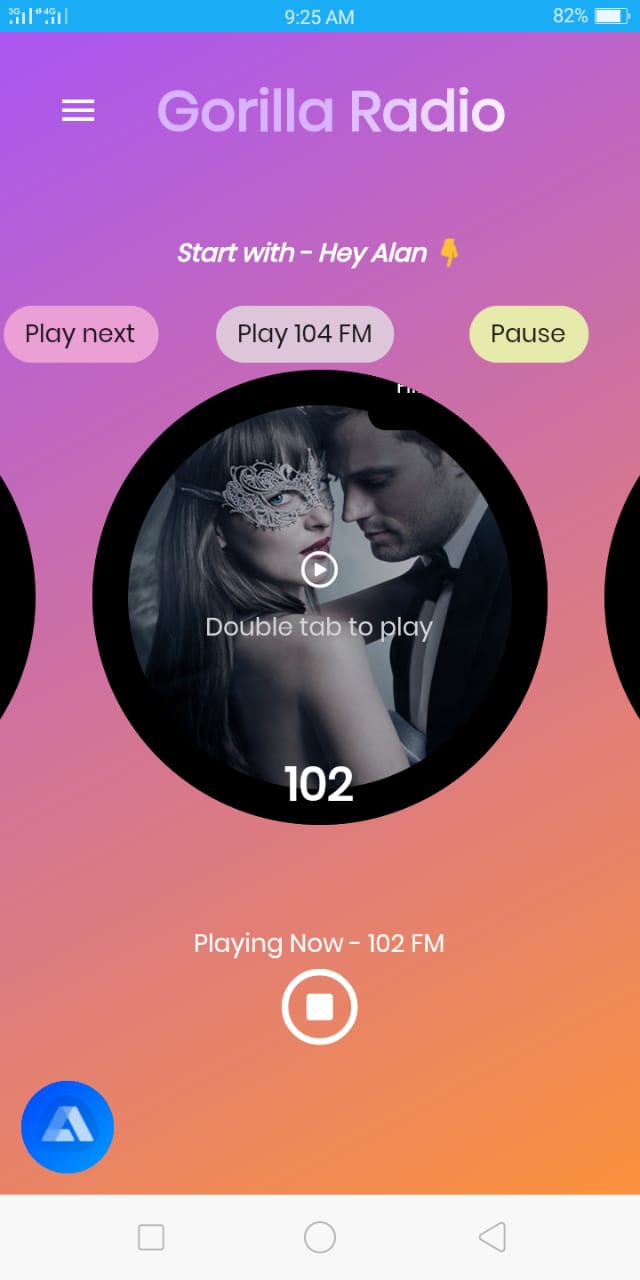 3G 4G 9:25 AM 82%
Gorilla Radio
Start with - Hey Alan 👇
Play next Play 104 FM Pause
Double tab to play
102
Playing Now - 102 FM